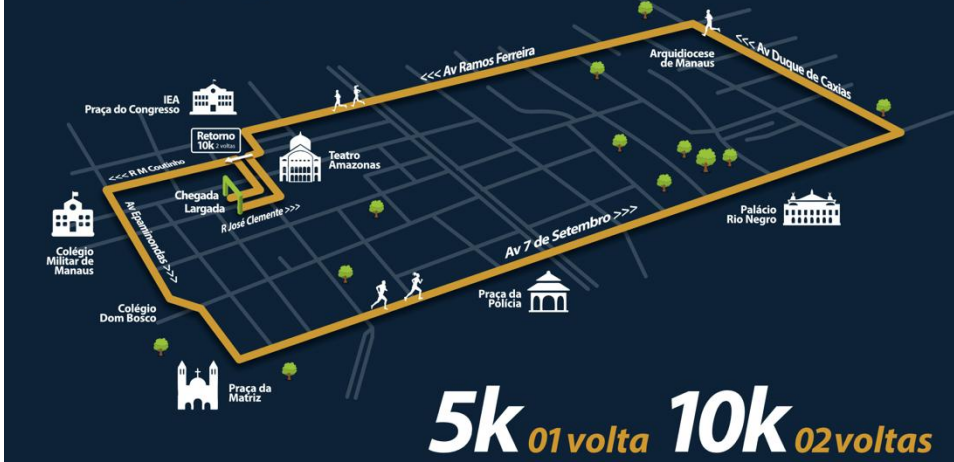 <<< Av Ramos Ferreira
Arquidiocese
de Manaus
<<< Av Duque de Caxias
IEA
Praça do Congresso
Retorno
10k 2 voltas
Teatro
Amazonas
<<< R M Coutinho
Chegada
Largada
R José Clemente >>>
Av Epaminondas >>>
Colégio
Militar de
Manaus
Palácio
Rio Negro
Av 7 de Setembro >>>
Praça da
Polícia
Colégio
Dom Bosco
Praça da
Matriz
5k 01 volta 10k 02 voltas